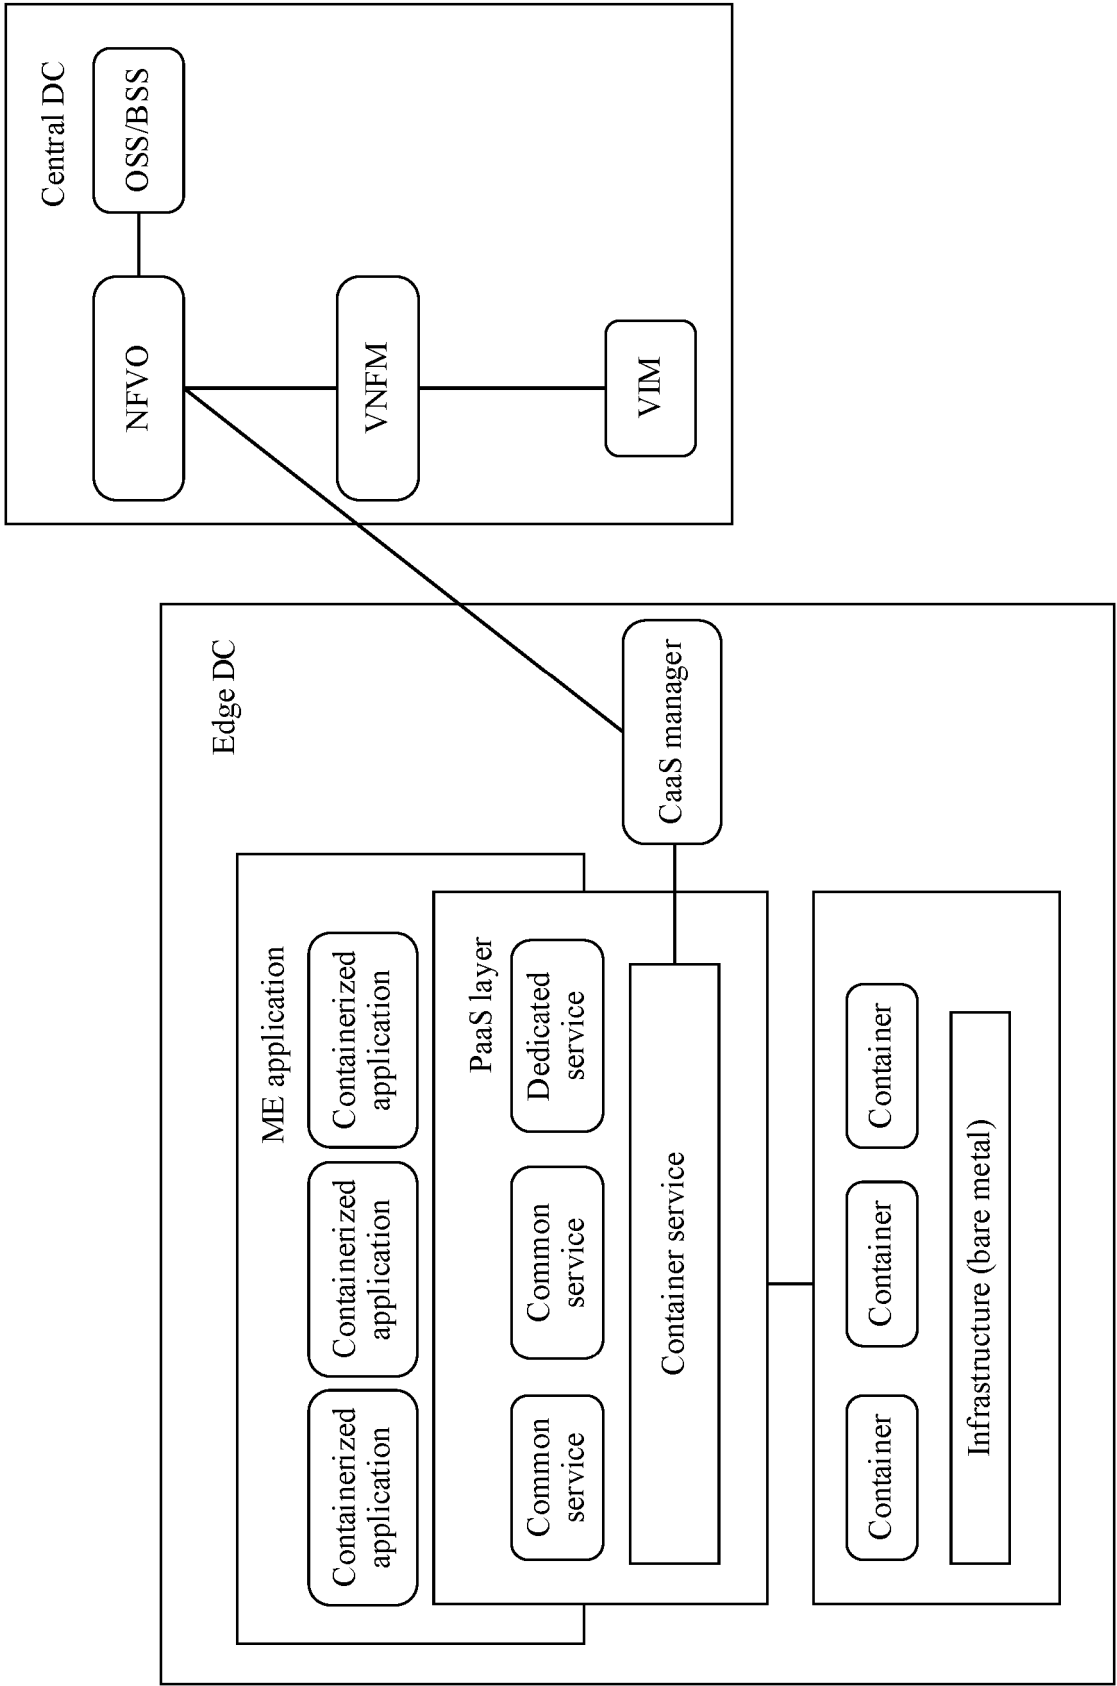 Edge DC
Central DC
ME application
Containerized
application
Containerized
application
Containerized
application
PaaS layer
Common
service
Common
service
Dedicated
service
Container service
CaaS manager
Container
Container
Container
Infrastructure (bare metal)
NFVO
OSS/BSS
VNFM
VIM